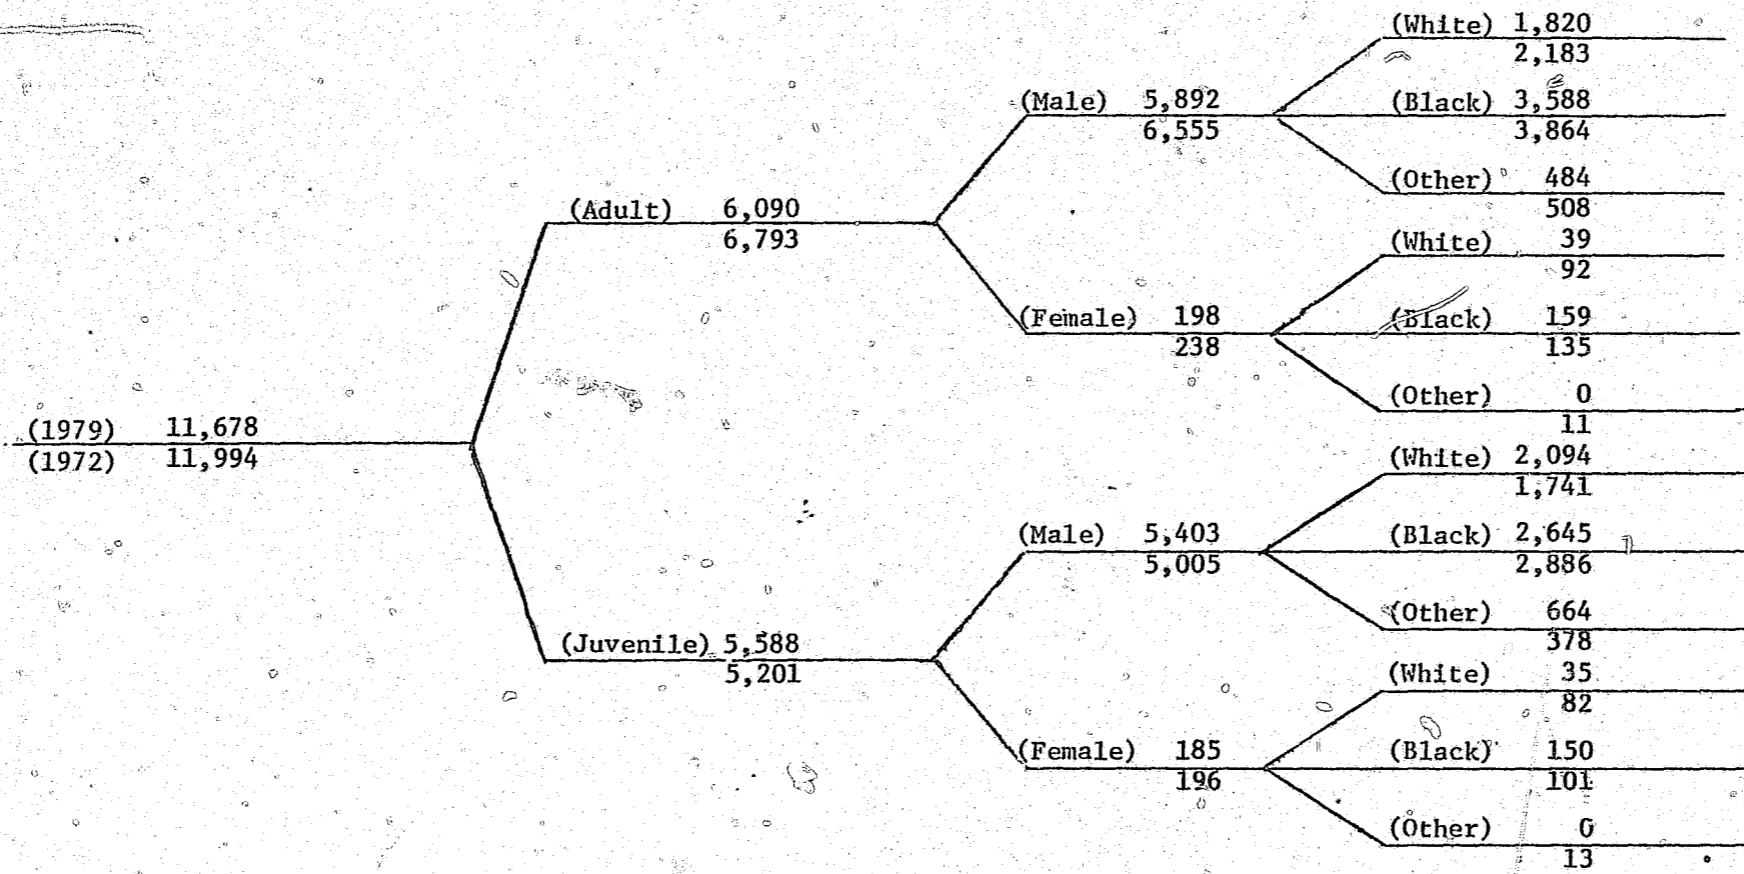 (White) 1,820
2,183
(Male) 5,892 (Black) 3,588
6,555 3,864
(Other) 484
(Adult) 6,090 508
6,793 (White) 39
92
(Female) 198 (Black) 159
238 135
(Other) 0
(1979) 11,678 11
(1972) 11,994 (White) 2,094
1,741
(Male) 5,403 (Black) 2,645
5,005 2,886
(Other) 664
(Juvenile) 5,588 378
5,201 (White) 35
82
(Female) 185 (Black) 150
196 101
(Other) 0
13